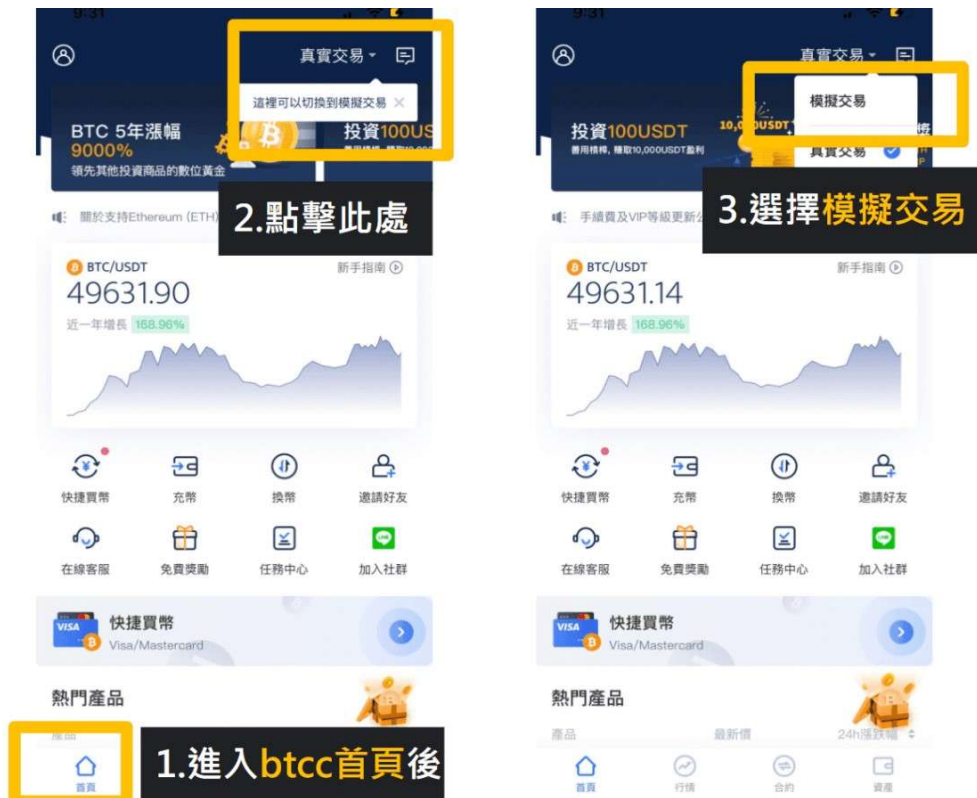 9:31
真實交易
這裡可以切換到模擬交易 ×
BTC 5年漲幅
9000%
領先其他投資商品的數位黃金
投資100US
2.點擊此處
關於支持Ethereum (ETH)
BTC/USDT
新手指南
49631.90
近一年增長 168.96%
快捷買幣
充幣
換幣
邀請好友
在線客服
免費獎勵
任務中心
加入社群
VISA
快捷買幣
Visa/Mastercard
熱門產品
產品
1.進入btcc首頁後
首頁
9:31
真實交易
模擬交易
真實交易
投資100USDT
善用槓桿, 賺取10,000USDT盈利
3.選擇模擬交易
手續費及VIP等級更新
BTC/USDT
新手指南
49631.14
近一年增長 168.96%
快捷買幣
充幣
換幣
邀請好友
在線客服
免費獎勵
任務中心
加入社群
VISA
快捷買幣
Visa/Mastercard
熱門產品
產品
最新價
24h漲跌幅
首頁
行情
合約
資產